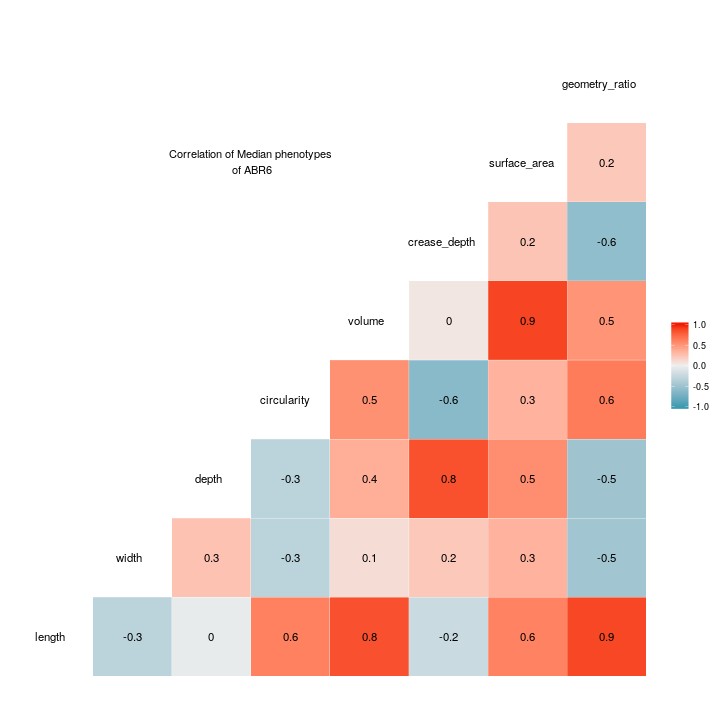 geometry_ratio
Correlation of Median phenotypes
of ABR6
surface_area 0.2
crease_depth 0.2 -0.6
volume 0 0.9 0.5
circularity 0.5 -0.6 0.3 0.6
depth -0.3 0.4 0.8 0.5 -0.5
width 0.3 -0.3 0.1 0.2 0.3 -0.5
length -0.3 0 0.6 0.8 -0.2 0.6 0.9
1.0
0.5
0.0
-0.5
-1.0